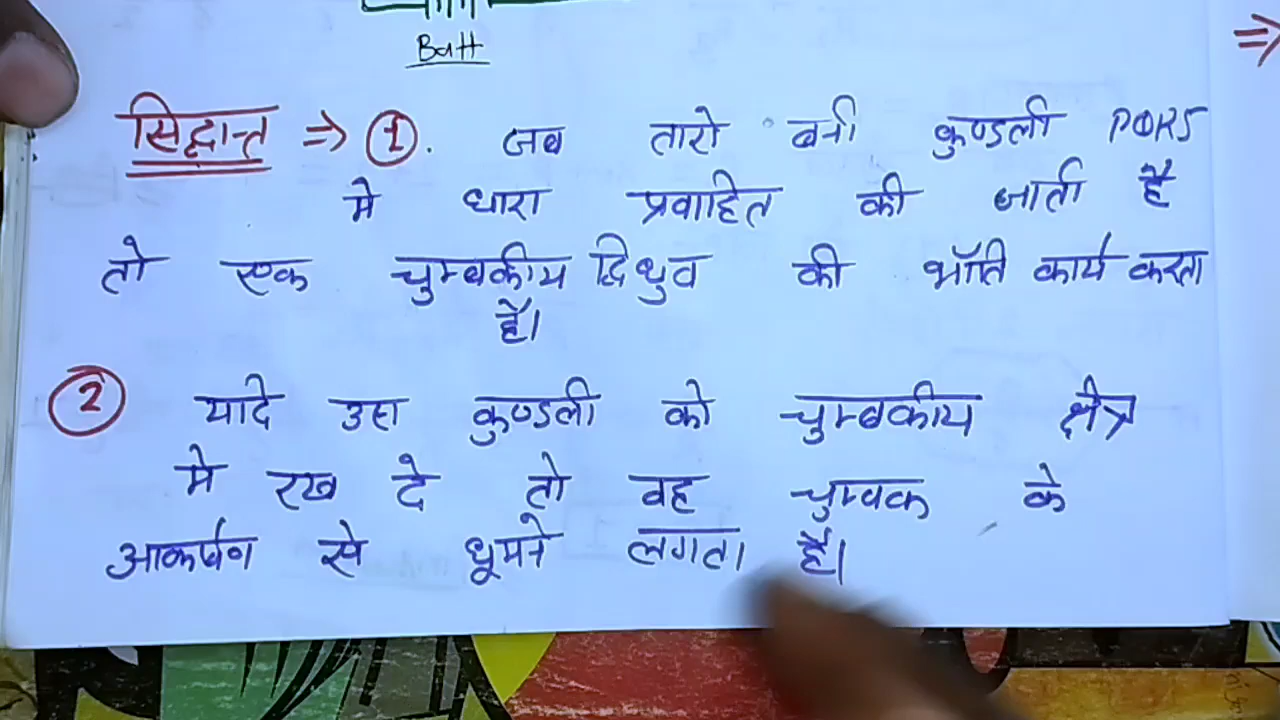 Batt
सिद्धान्त ⇒ ①. जब तारो बनी कुण्डली PQRS
मे धारा प्रवाहित की जाती है
तो एक चुम्बकीय द्विध्रुव की भाँति कार्य करता
है।
② यदि उस कुण्डली को चुम्बकीय क्षेत्र
मे रख दे तो वह चुम्बक के
आकर्षण से घूमने लगता है।